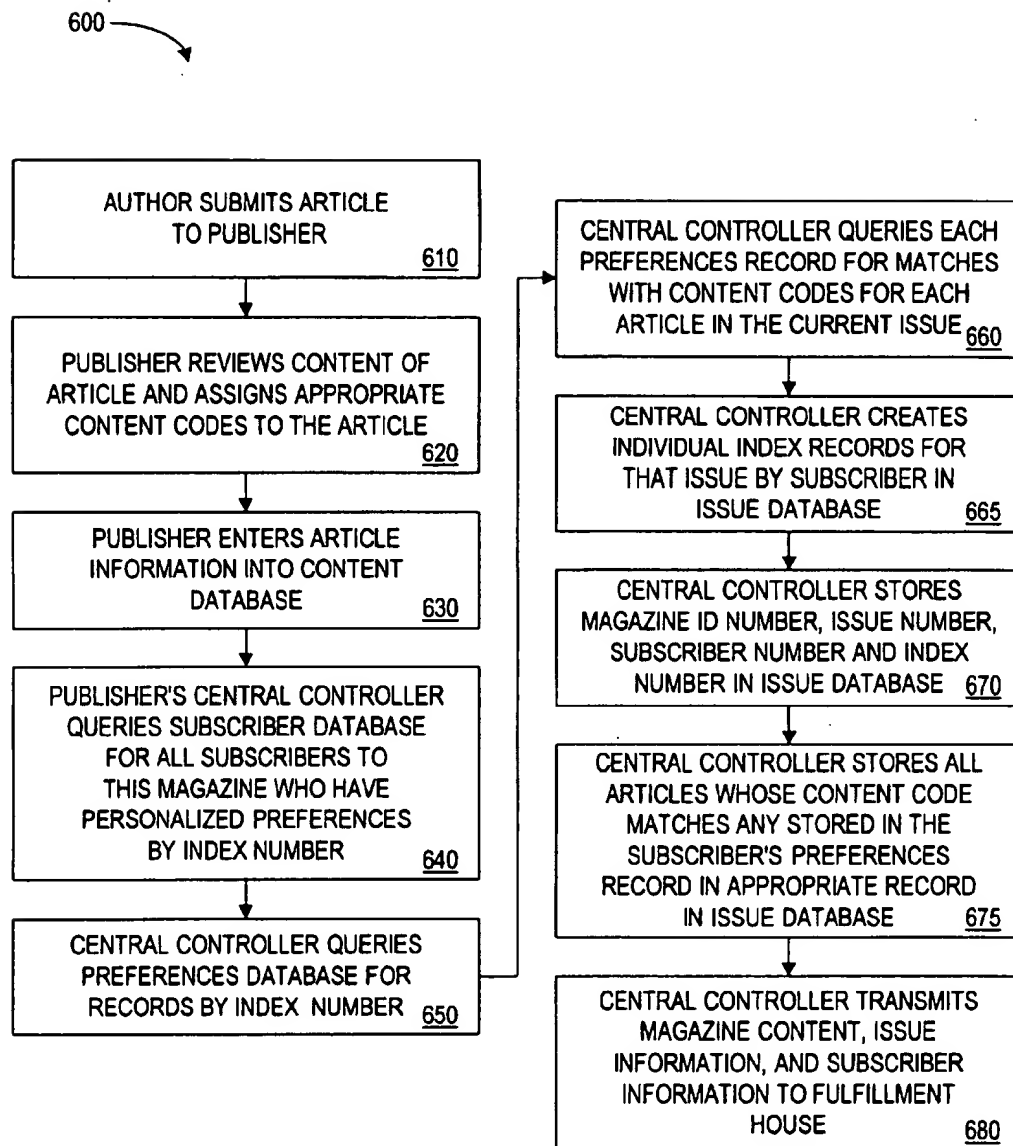 600
AUTHOR SUBMITS ARTICLE
TO PUBLISHER
610
PUBLISHER REVIEWS CONTENT OF
ARTICLE AND ASSIGNS APPROPRIATE
CONTENT CODES TO THE ARTICLE
620
PUBLISHER ENTERS ARTICLE
INFORMATION INTO CONTENT
DATABASE
630
PUBLISHER'S CENTRAL CONTROLLER
QUERIES SUBSCRIBER DATABASE
FOR ALL SUBSCRIBERS TO
THIS MAGAZINE WHO HAVE
PERSONALIZED PREFERENCES
BY INDEX NUMBER
640
CENTRAL CONTROLLER QUERIES
PREFERENCES DATABASE FOR
RECORDS BY INDEX NUMBER
650
CENTRAL CONTROLLER QUERIES EACH
PREFERENCES RECORD FOR MATCHES
WITH CONTENT CODES FOR EACH
ARTICLE IN THE CURRENT ISSUE
660
CENTRAL CONTROLLER CREATES
INDIVIDUAL INDEX RECORDS FOR
THAT ISSUE BY SUBSCRIBER IN
ISSUE DATABASE
665
CENTRAL CONTROLLER STORES
MAGAZINE ID NUMBER, ISSUE NUMBER,
SUBSCRIBER NUMBER AND INDEX
NUMBER IN ISSUE DATABASE
670
CENTRAL CONTROLLER STORES ALL
ARTICLES WHOSE CONTENT CODE
MATCHES ANY STORED IN THE
SUBSCRIBER'S PREFERENCES
RECORD IN APPROPRIATE RECORD
IN ISSUE DATABASE
675
CENTRAL CONTROLLER TRANSMITS
MAGAZINE CONTENT, ISSUE
INFORMATION, AND SUBSCRIBER
INFORMATION TO FULFILLMENT
HOUSE
680